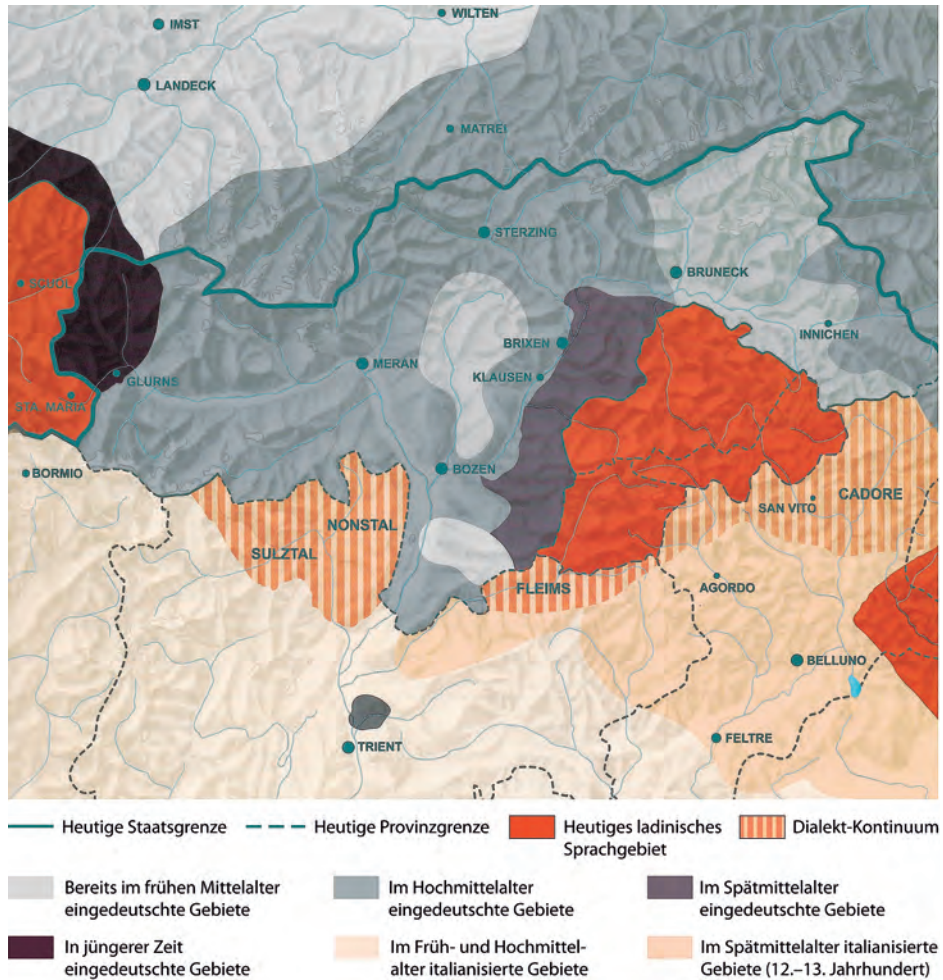 IMST
WILTEN
LANDECK
MATREI
STERZING
SCUOL
BRUNECK
INNICHEN
BRIXEN
MERAN
KLAUSEN
GLURNS
STA. MARIA
BORMIO
BOZEN
NONSTAL
CADORE
SAN VITO
SULZTAL
FLEIMS
AGORDO
BELLUNO
FELTRE
TRIENT
Heutige Staatsgrenze
Heutige Provinzgrenze
Heutiges ladinisches
Sprachgebiet
Dialekt-Kontinuum
Bereits im frühen Mittelalter
eingedeutschte Gebiete
Im Hochmittelalter
eingedeutschte Gebiete
Im Spätmittelalter
eingedeutschte Gebiete
In jüngerer Zeit
eingedeutschte Gebiete
Im Früh- und Hochmittel-
alter italianisierte Gebiete
Im Spätmittelalter italianisierte
Gebiete (12.–13. Jahrhundert)